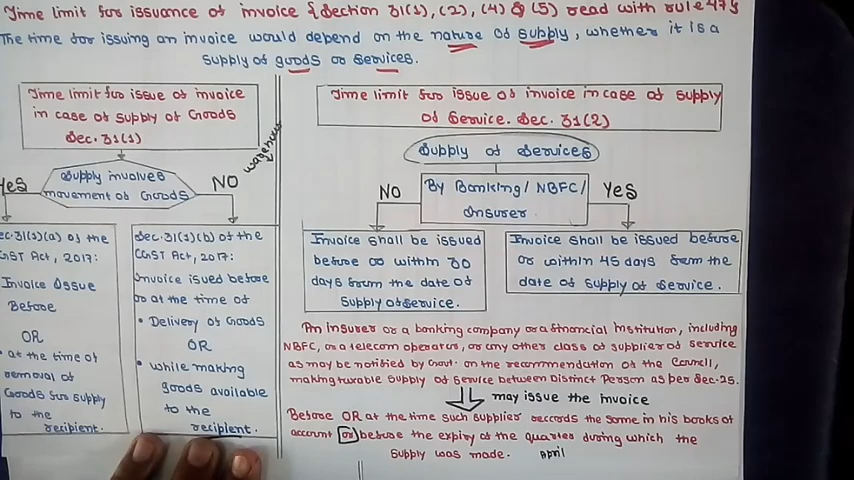 Time limit for issuance of invoice {Section 31(1), (2), (4) & (5) read with rule 47}
The time for issuing an invoice would depend on the nature of supply, whether it is a
supply of goods or services.
Time limit for issue of invoice
in case of supply of Goods
Sec. 31(1)
Supply involves
movement of Goods
Yes
NO
Sec. 31(1)(a) of the
CGST Act, 2017:
Invoice Issue
Before
OR
• at the time of
removal of
Goods for supply
to the
recipient.
Sec. 31(1)(b) of the
CGST Act, 2017:
Invoice issued before
or at the time of
• Delivery of Goods
OR
• while making
goods available
to the
recipient.
Time limit for issue of invoice in case of supply
of Service. Sec. 31(2)
Supply of Services
By Banking/ NBFC/
Insurer
NO
Yes
Invoice shall be issued
before or within 30
days from the date of
supply of service.
Invoice shall be issued before
or within 45 days from the
date of supply of service.
An insurer or a banking company or a financial Institution, including
NBFC, or a telecom operator, or any other class of supplier of service
as may be notified by Govt. on the recommendation of the Council,
making taxable supply of Service between Distinct Person as per Sec-25.
may issue the invoice
Before OR at the time such supplier records the same in his books of
account or before the expiry of the quarter during which the
supply was made.
April